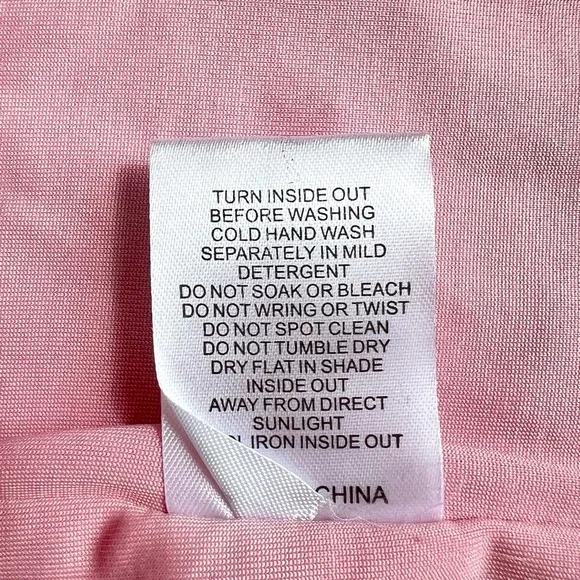 TURN INSIDE OUT
BEFORE WASHING
COLD HAND WASH
SEPARATELY IN MILD
DETERGENT
DO NOT SOAK OR BLEACH
DO NOT WRING OR TWIST
DO NOT SPOT CLEAN
DO NOT TUMBLE DRY
DRY FLAT IN SHADE
INSIDE OUT
AWAY FROM DIRECT
SUNLIGHT
IRON INSIDE OUT
CHINA